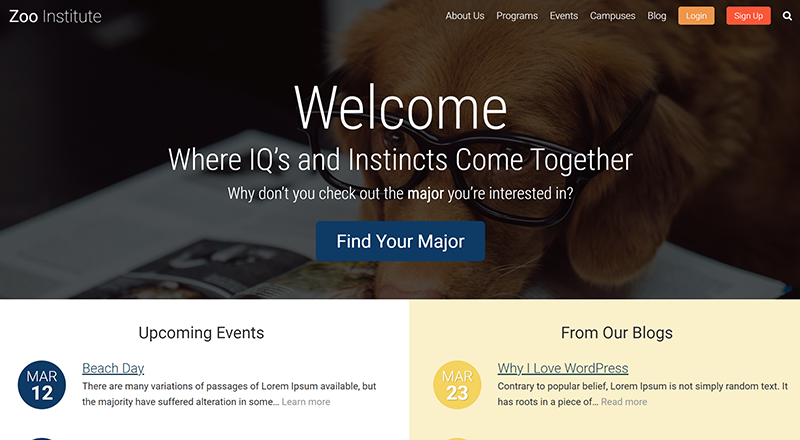 Zoo Institute
About Us Programs Events Campuses Blog Login Sign Up
Welcome
Where IQ's and Instincts Come Together
Why don't you check out the major you're interested in?
Find Your Major
Upcoming Events
MAR
12
Beach Day
There are many variations of passages of Lorem Ipsum available, but
the majority have suffered alteration in some... Learn more
From Our Blogs
MAR
23
Why I Love WordPress
Contrary to popular belief, Lorem Ipsum is not simply random text. It
has roots in a piece of... Read more